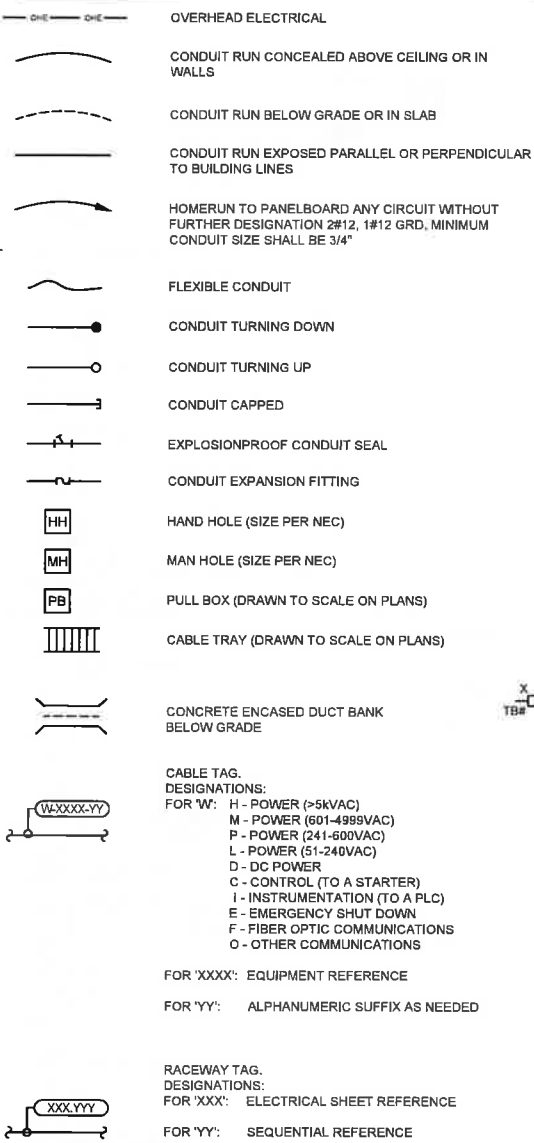 OHE OHE OVERHEAD ELECTRICAL
CONDUIT RUN CONCEALED ABOVE CEILING OR IN
WALLS
CONDUIT RUN BELOW GRADE OR IN SLAB
CONDUIT RUN EXPOSED PARALLEL OR PERPENDICULAR
TO BUILDING LINES
HOMERUN TO PANELBOARD ANY CIRCUIT WITHOUT
FURTHER DESIGNATION 2#12, 1#12 GRD, MINIMUM
CONDUIT SIZE SHALL BE 3/4"
FLEXIBLE CONDUIT
CONDUIT TURNING DOWN
CONDUIT TURNING UP
CONDUIT CAPPED
EXPLOSIONPROOF CONDUIT SEAL
CONDUIT EXPANSION FITTING
HH HAND HOLE (SIZE PER NEC)
MH MAN HOLE (SIZE PER NEC)
PB PULL BOX (DRAWN TO SCALE ON PLANS)
CABLE TRAY (DRAWN TO SCALE ON PLANS)
X
TB#
CONCRETE ENCASED DUCT BANK
BELOW GRADE
CABLE TAG.
DESIGNATIONS:
W-XXXX-YY FOR 'W': H - POWER (>5kVAC)
M - POWER (601-4999VAC)
P - POWER (241-600VAC)
L - POWER (51-240VAC)
D - DC POWER
C - CONTROL (TO A STARTER)
I - INSTRUMENTATION (TO A PLC)
E - EMERGENCY SHUT DOWN
F - FIBER OPTIC COMMUNICATIONS
O - OTHER COMMUNICATIONS
FOR 'XXXX': EQUIPMENT REFERENCE
FOR 'YY': ALPHANUMERIC SUFFIX AS NEEDED
RACEWAY TAG.
DESIGNATIONS:
XXX.YYY FOR 'XXX': ELECTRICAL SHEET REFERENCE
FOR 'YY': SEQUENTIAL REFERENCE